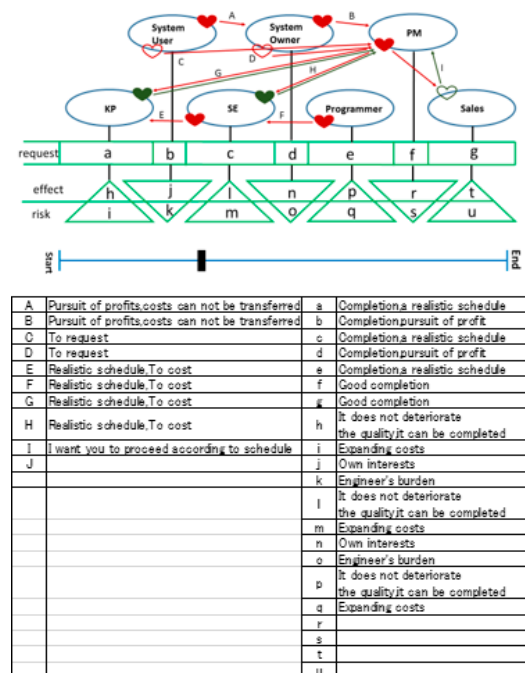 System
User
A
System
Owner
B
PM
C
D
G
H
I
KP
E
SE
F
Programmer
Sales
request
a
b
c
d
e
f
g
effect
h
j
l
n
p
r
t
risk
i
k
m
o
q
s
u
Start
End
A Pursuit of profits,costs can not be transferred a Completion,a realistic schedule
B Pursuit of profits,costs can not be transferred b Completion,pursuit of profit
C To request c Completion,a realistic schedule
D To request d Completion,pursuit of profit
E Realistic schedule,To cost e Completion,a realistic schedule
F Realistic schedule,To cost f Good completion
G Realistic schedule,To cost g Good completion
H Realistic schedule,To cost h It does not deteriorate
the quality,it can be completed
I I want you to proceed according to schedule i Expanding costs
J j Own interests
k Engineer's burden
l It does not deteriorate
the quality,it can be completed
m Expanding costs
n Own interests
o Engineer's burden
p It does not deteriorate
the quality,it can be completed
q Expanding costs
r
s
t
u